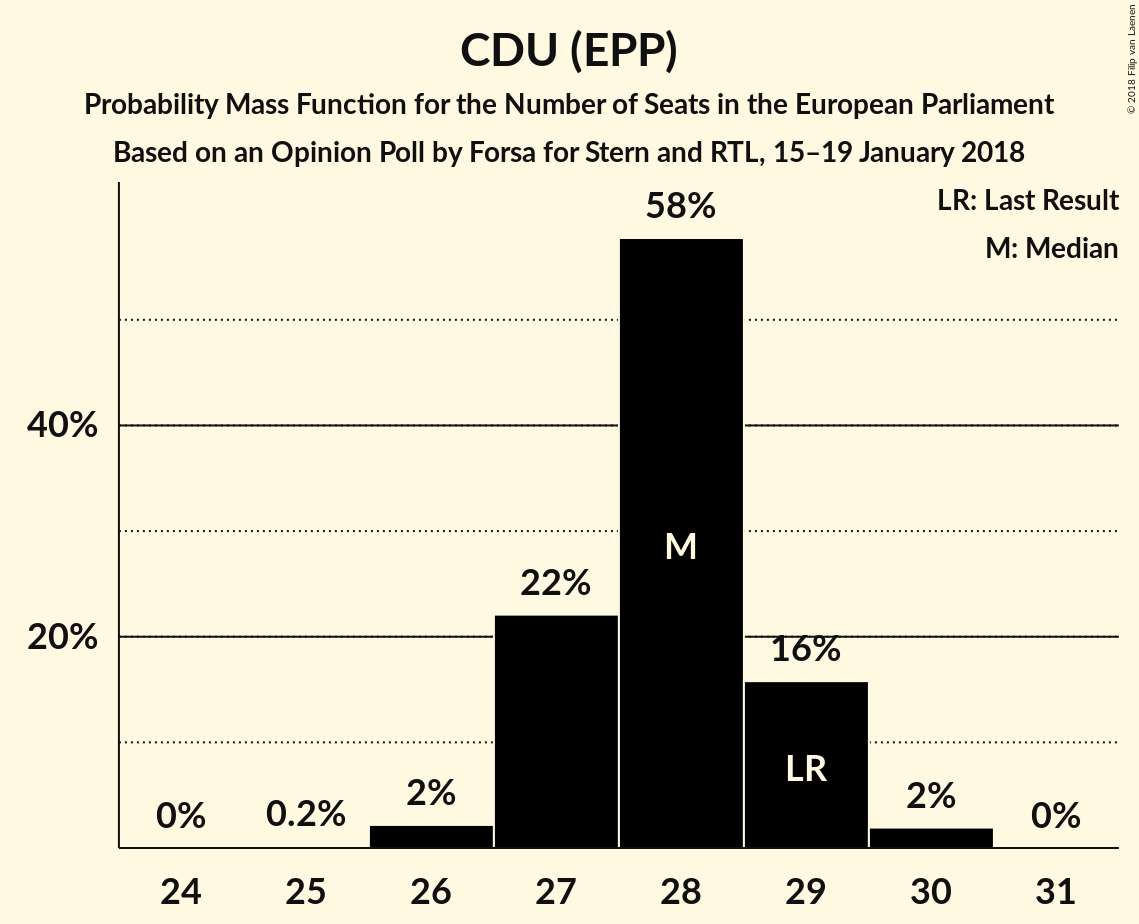 CDU (EPP)
Probability Mass Function for the Number of Seats in the European Parliament
Based on an Opinion Poll by Forsa for Stern and RTL, 15–19 January 2018
© 2018 Filip van Laenen
LR: Last Result
M: Median
58%
40%
M
22%
20%
16%
LR
2%
2%
0%
0.2%
0%
24 25 26 27 28 29 30 31